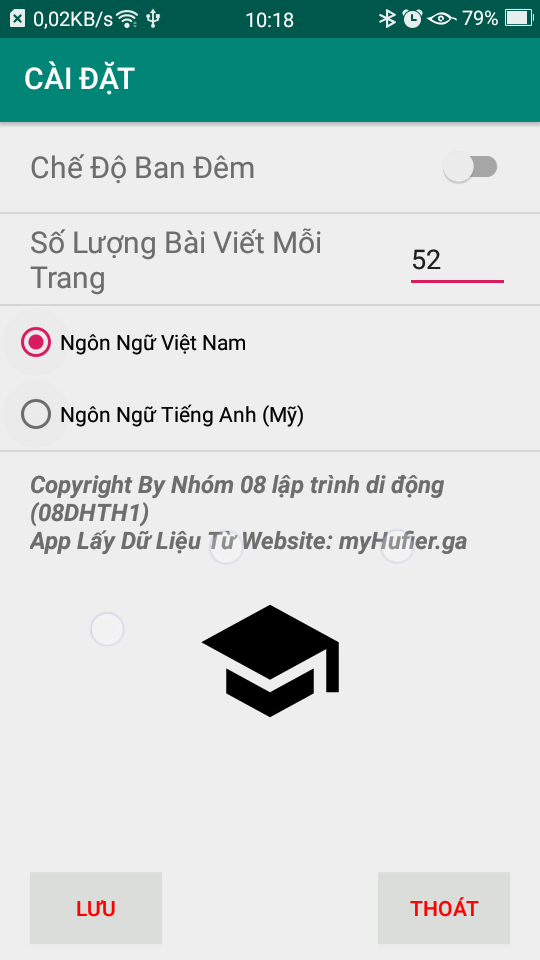 0,02KB/s 10:18 79%
CÀI ĐẶT
Chế Độ Ban Đêm
Số Lượng Bài Viết Mỗi
Trang
52
Ngôn Ngữ Việt Nam
Ngôn Ngữ Tiếng Anh (Mỹ)
Copyright By Nhóm 08 lập trình di động
(08DHTH1)
App Lấy Dữ Liệu Từ Website: myHufier.ga
LƯU THOÁT